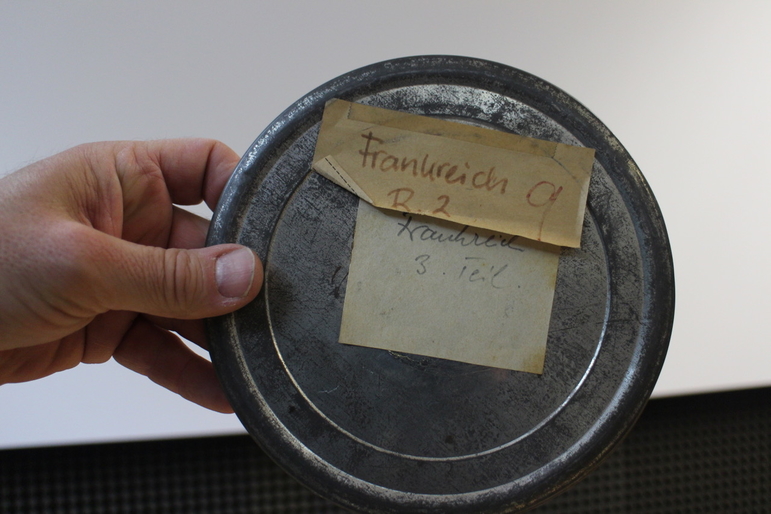 Frankreich 9
R. 2
Frankreich
3. Teil.